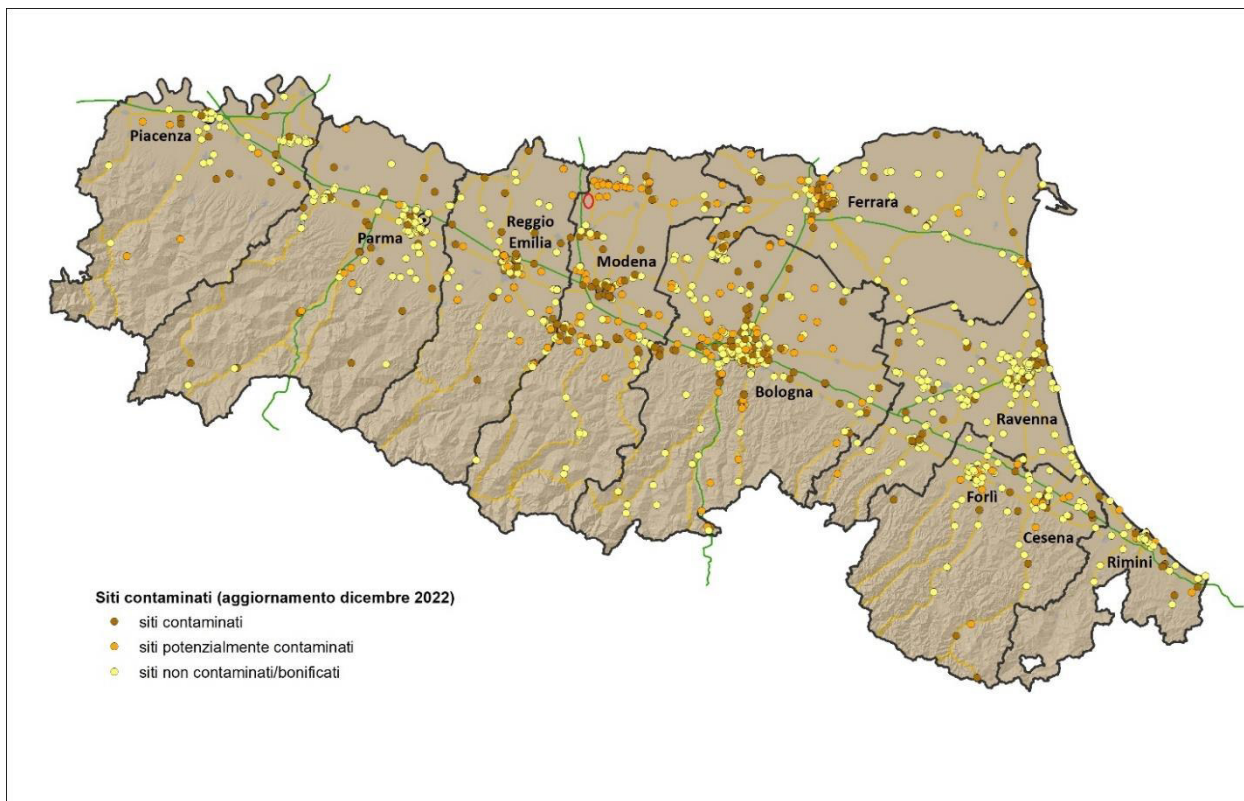 Piacenza
Parma
Reggio
Emilia
Modena
Ferrara
Bologna
Ravenna
Forlì
Cesena
Rimini
Siti contaminati (aggiornamento dicembre 2022)
siti contaminati
siti potenzialmente contaminati
siti non contaminati/bonificati